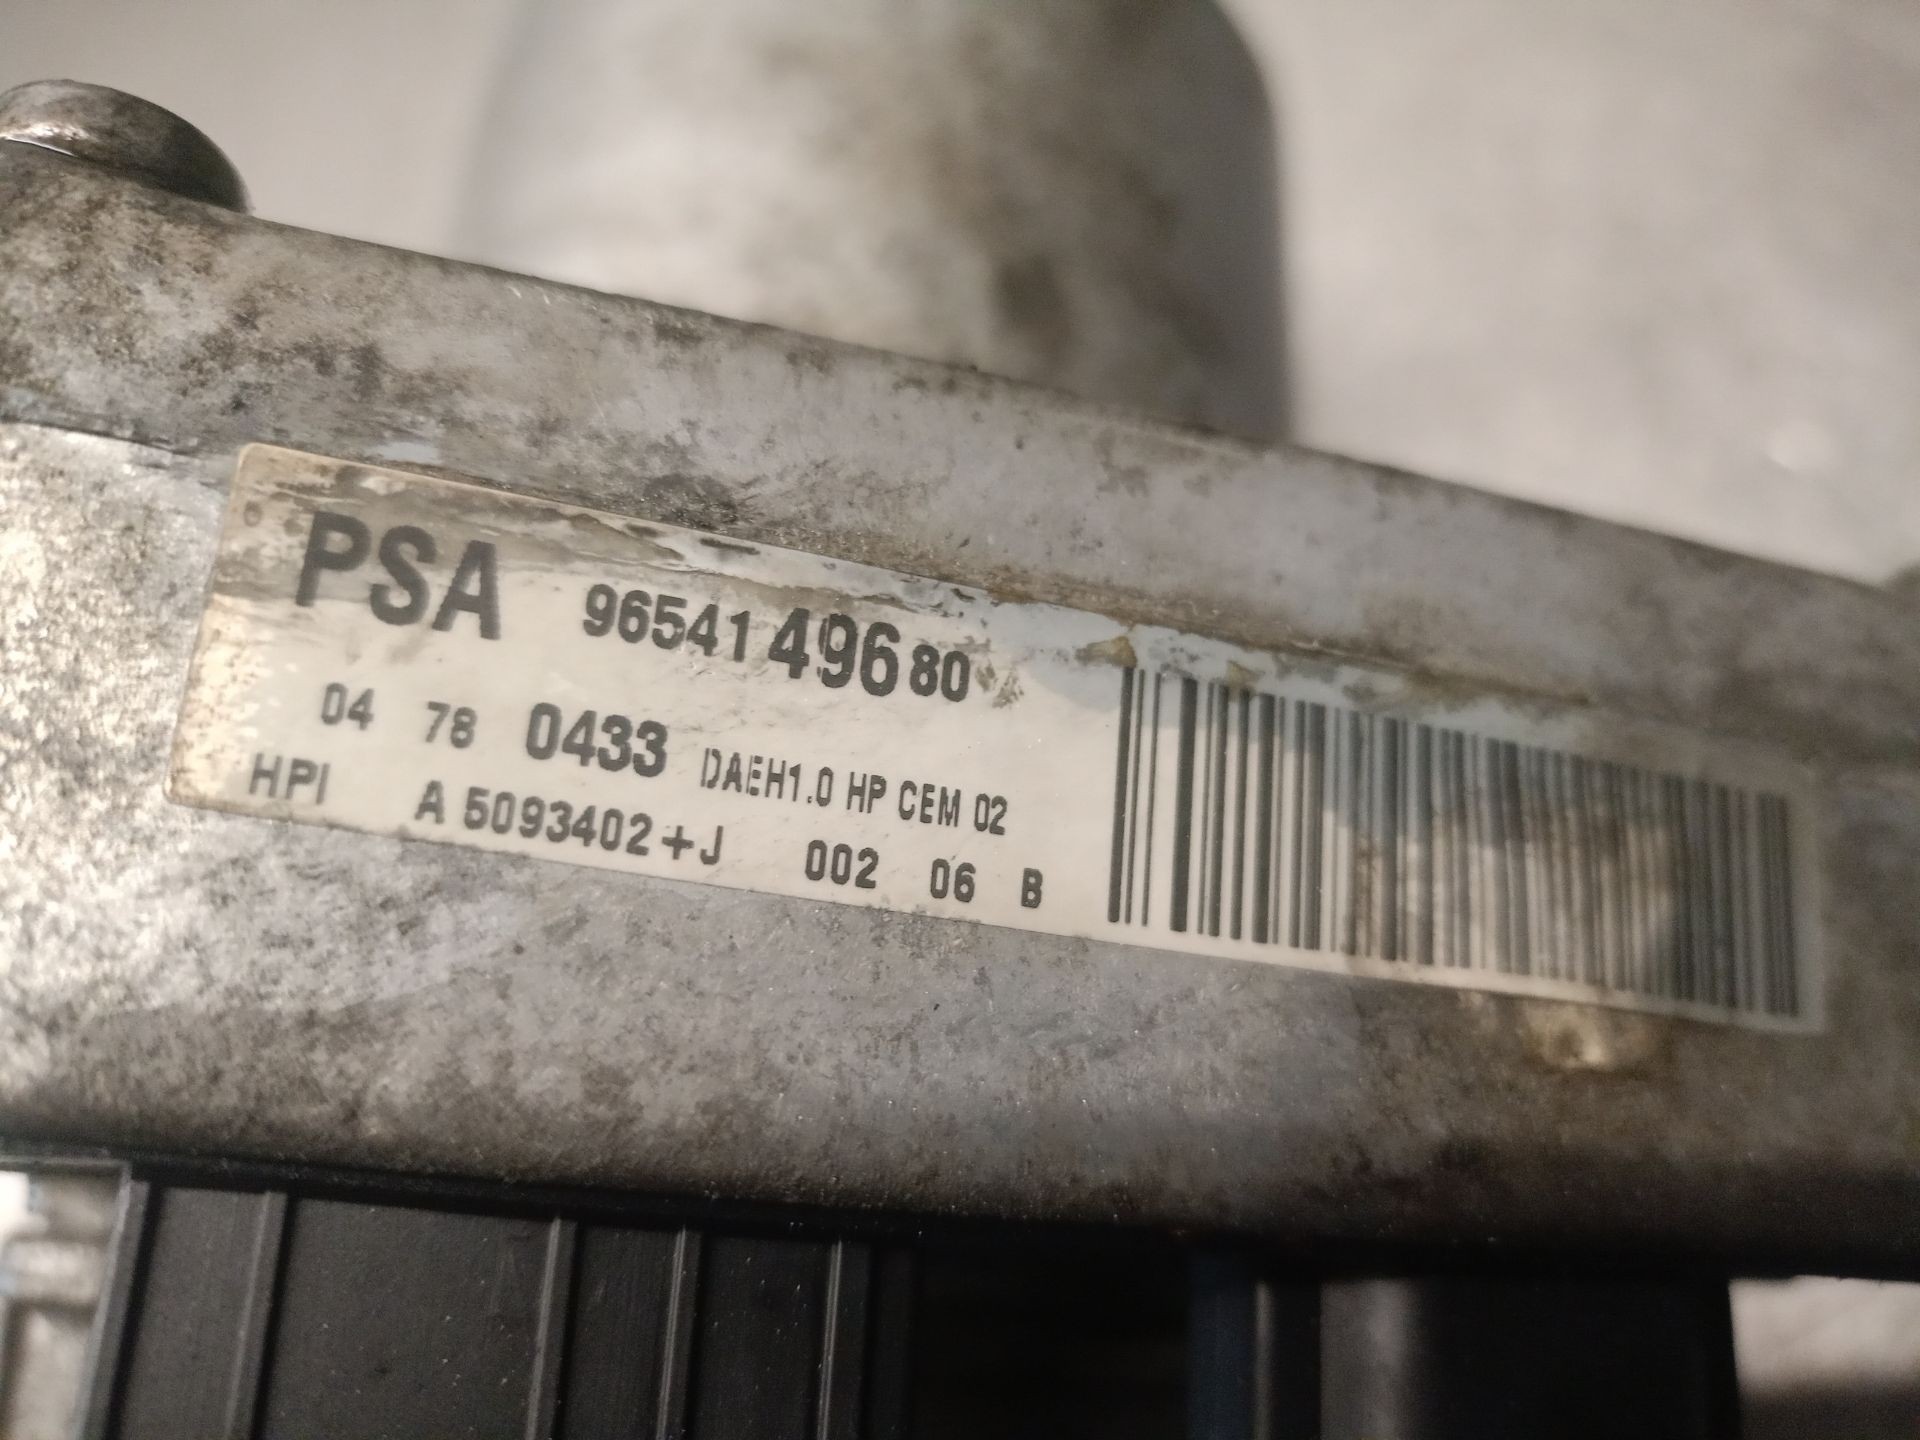 PSA 9654149680
04 78 0433 DAEH1.0 HP CEM 02
HPI A 5093402+J 002 06 B